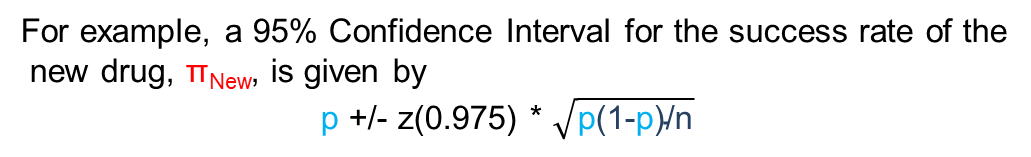 For example, a 95% Confidence Interval for the success rate of the
new drug, πNew, is given by
p +/- z(0.975) * √p(1-p)/n